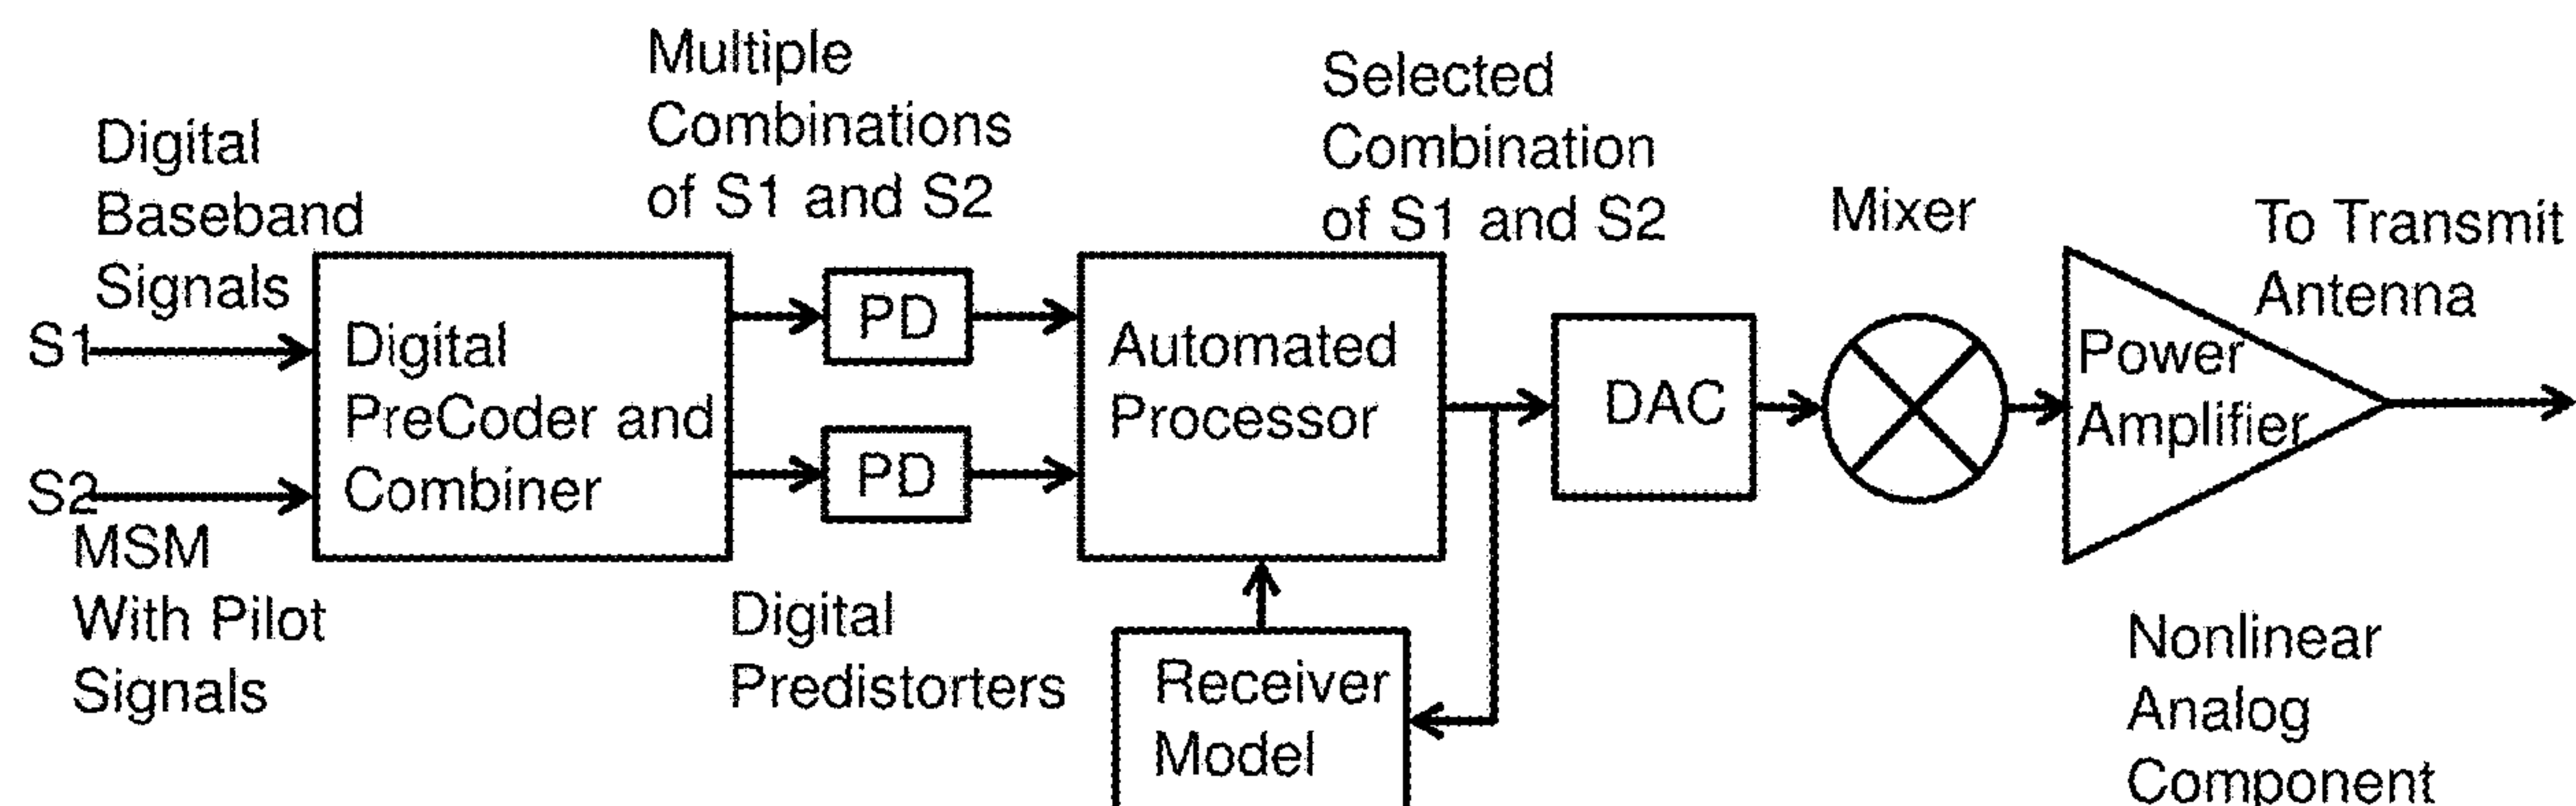 Multiple
Combinations
of S1 and S2
Selected
Combination
of S1 and S2
Digital
Baseband
Signals
Mixer
To Transmit
Antenna
S1
S2
MSM
With Pilot
Signals
Digital
PreCoder and
Combiner
PD
PD
Digital
Predistorters
Automated
Processor
Receiver
Model
DAC
Power
Amplifier
Nonlinear
Analog
Component